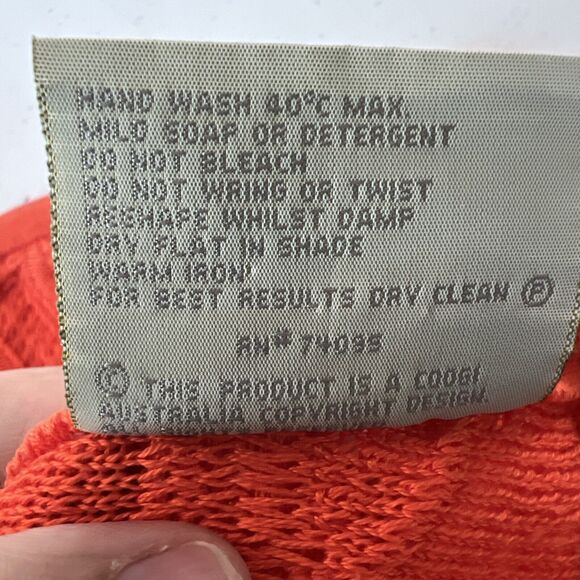 HAND WASH 40°C MAX.
MILD SOAP OR DETERGENT
DO NOT BLEACH
DO NOT WRING OR TWIST
RESHAPE WHILST DAMP
DRY FLAT IN SHADE
WARM IRON
FOR BEST RESULTS DRY CLEAN Ⓟ
RN# 74095
© THIS PRODUCT IS A COOGI
AUSTRALIA COPYRIGHT DESIGN.